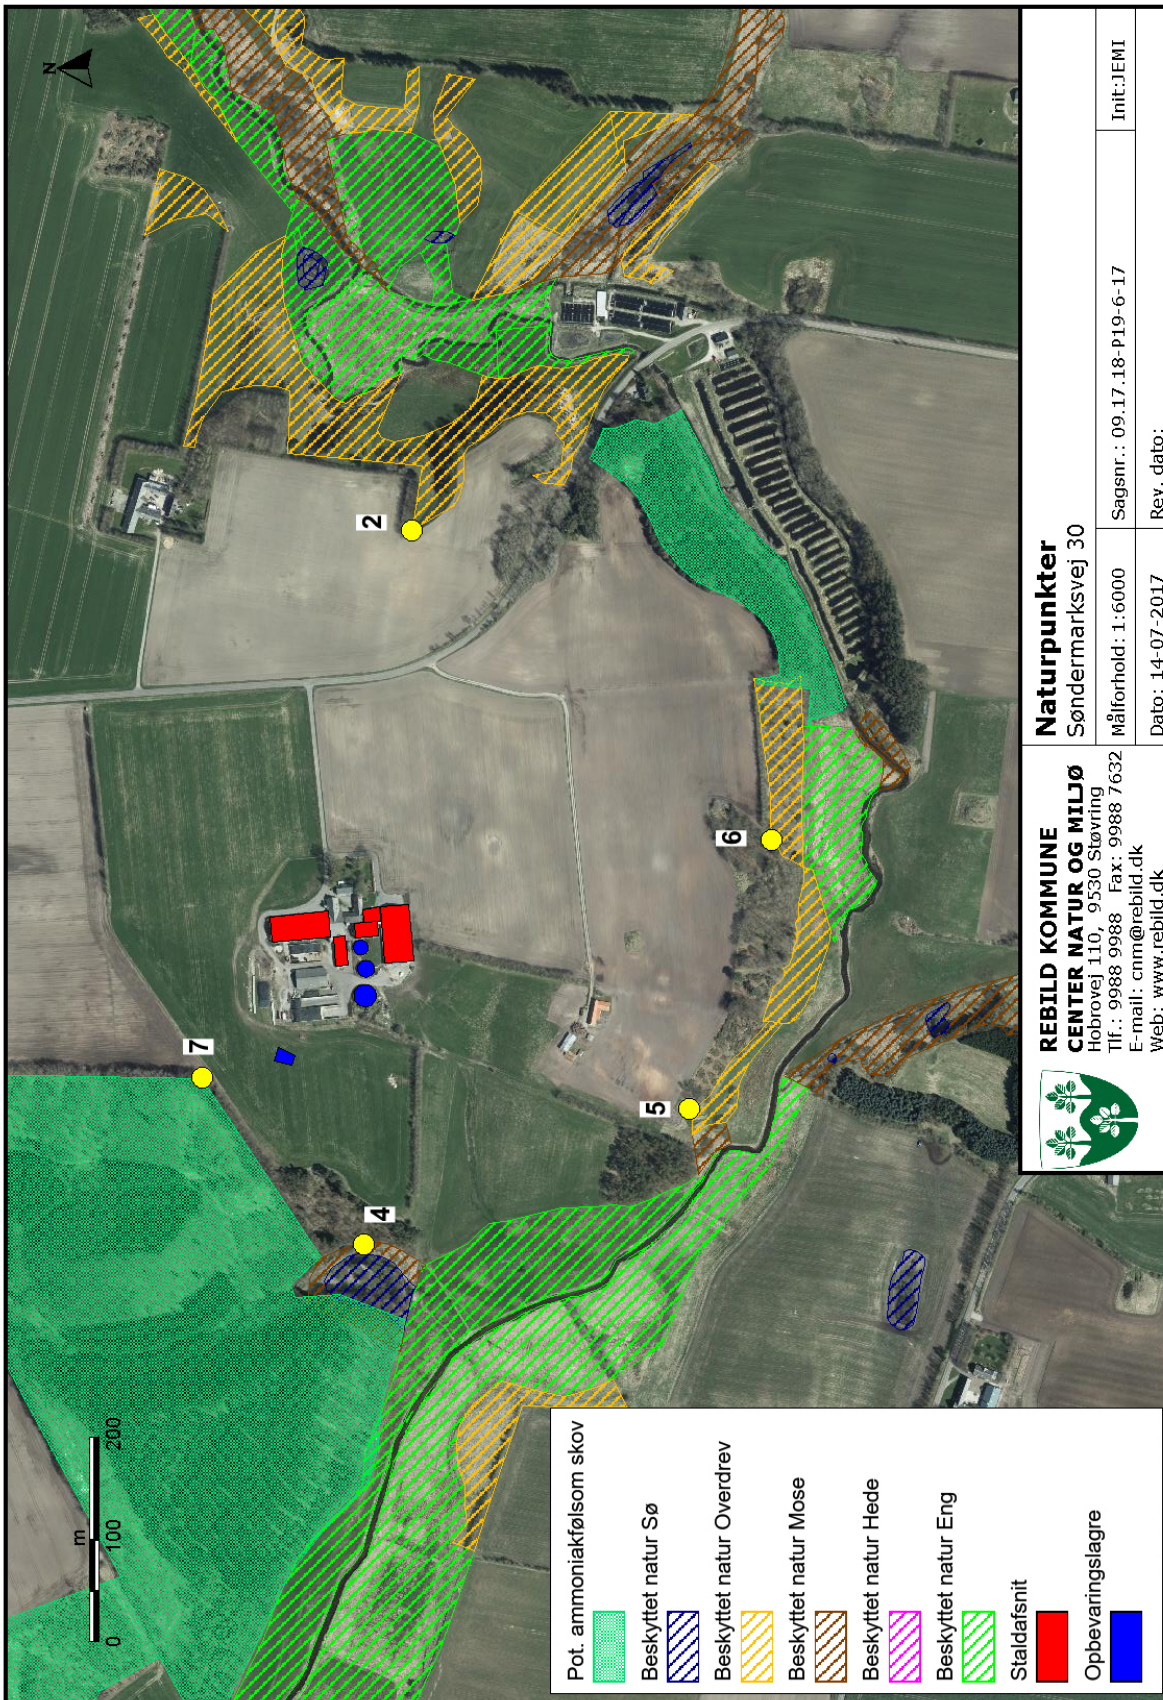 N
2
7
4
5
6
m
0 100 200
Pot. ammoniakfølsom skov
Beskyttet natur Sø
Beskyttet natur Overdrev
Beskyttet natur Mose
Beskyttet natur Hede
Beskyttet natur Eng
Staldafsnit
Opbevaringslagre
REBILD KOMMUNE
CENTER NATUR OG MILJØ
Hobrovej 110, 9530 Støvring
Tlf.: 9988 9988 Fax: 9988 7632
E-mail: cnm@rebild.dk
Web: www.rebild.dk
Naturpunkter
Søndermarksvej 30
Målforhold: 1:6000
Sagsnr.: 09.17.18-P19-6-17
Init:JEMI
Dato: 14-07-2017
Rev. dato: